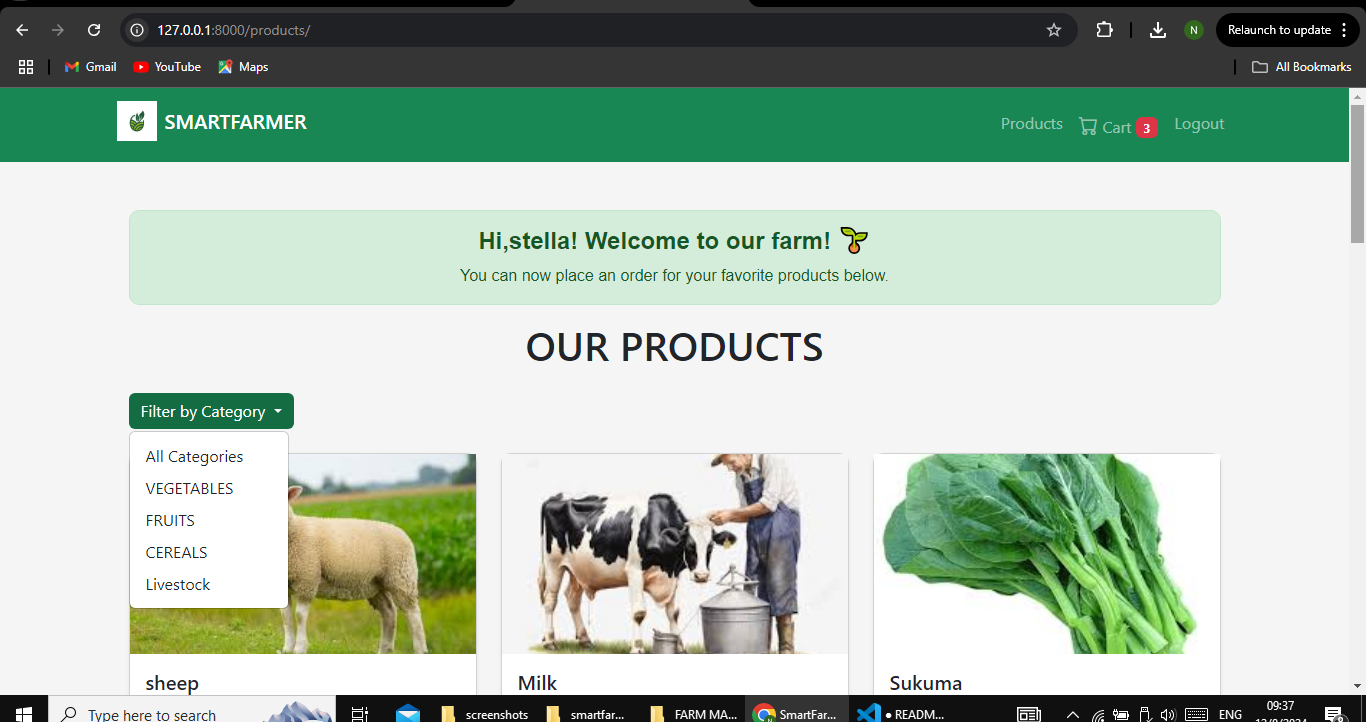 127.0.0.1:8000/products/
N
Relaunch to update
Gmail
YouTube
Maps
All Bookmarks
SMARTFARMER
Products
Cart 3
Logout
Hi,stella! Welcome to our farm!
You can now place an order for your favorite products below.
OUR PRODUCTS
Filter by Category
All Categories
VEGETABLES
FRUITS
CEREALS
Livestock
sheep
Milk
Sukuma
Type here to search
screenshots
smartfar...
FARM MA...
SmartFar...
● READM...
ENG
09:37